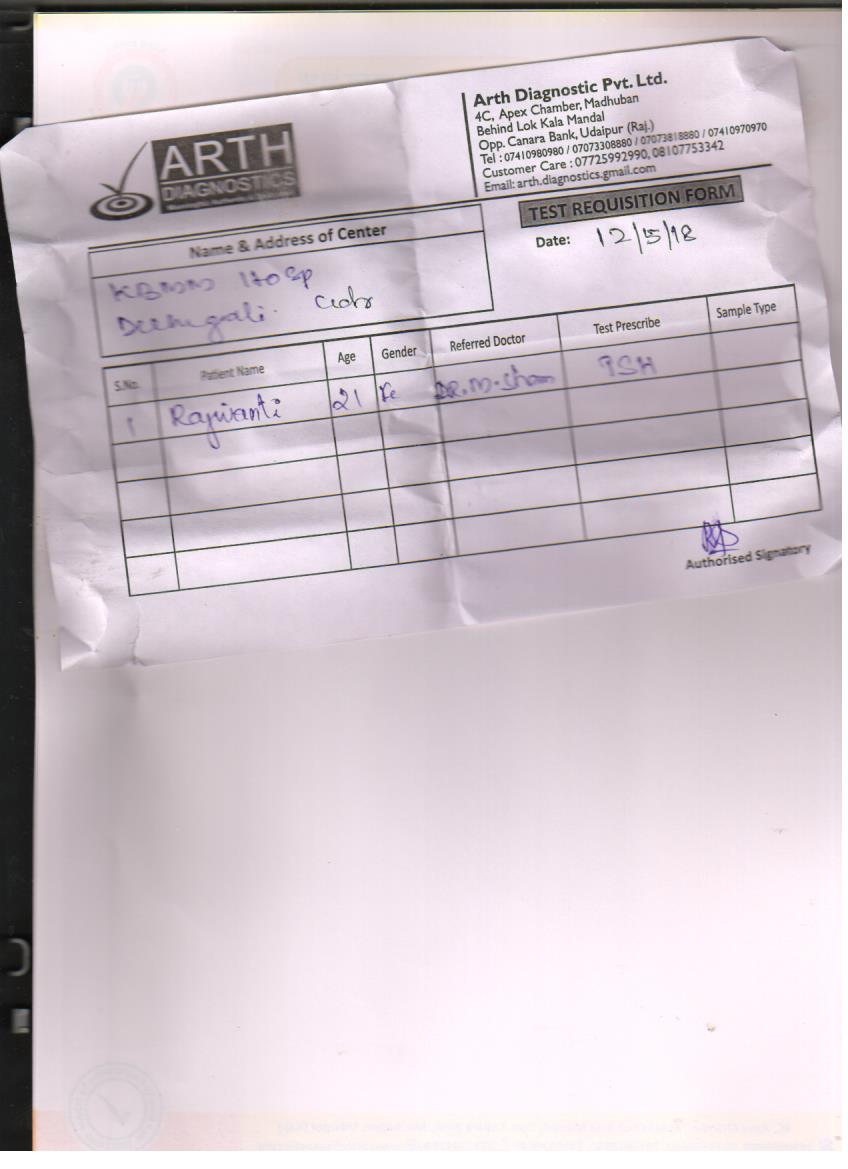 ARTH
DIAGNOSTICS
Arth Diagnostic Pvt. Ltd.
4C, Apex Chamber, Madhuban
Behind Lok Kala Mandal
Opp. Canara Bank, Udaipur (Raj.)
Tel : 07410980980 / 07073308880 / 07073818880 / 07410970970
Customer Care : 07725992990, 08107753342
Email: arth.diagnostics.gmail.com
TEST REQUISITION FORM
Date: 12/5/18
Name & Address of Center
S.No. Patient Name Age Gender Referred Doctor Test Prescribe Sample Type
1 Rajwanti 21 Fe DR. M. TSH
Authorised Signatory